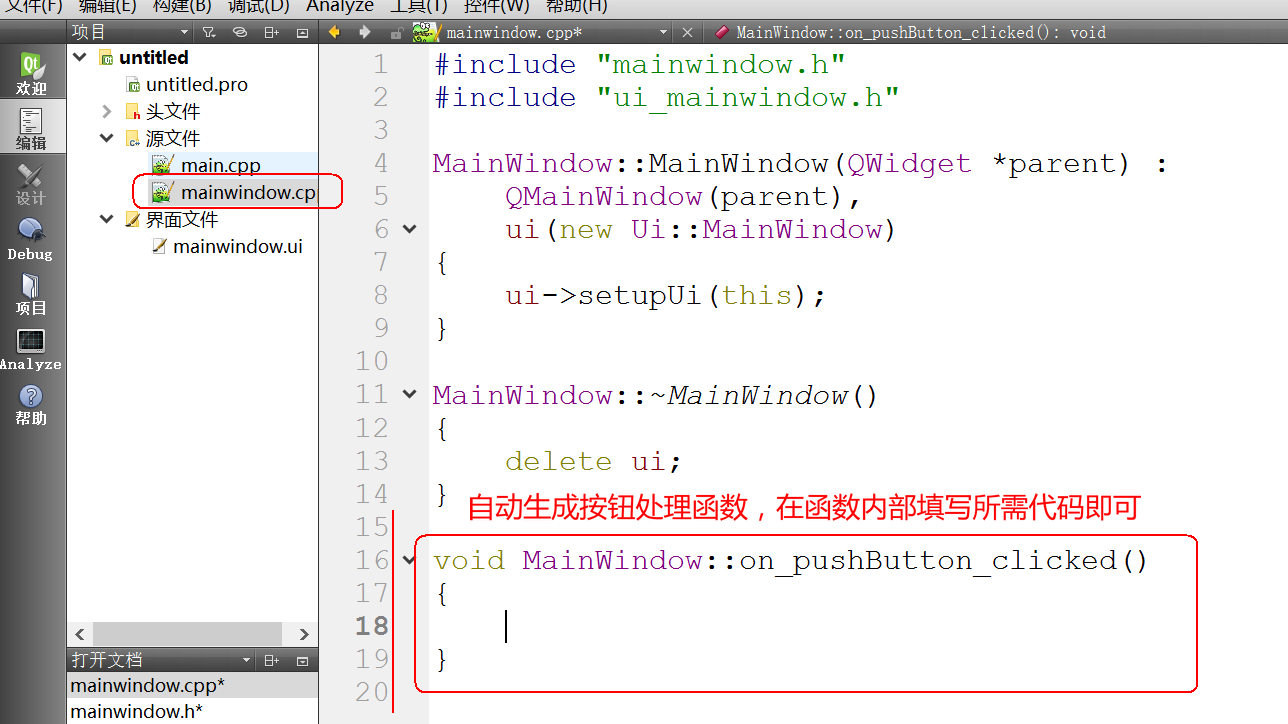 文件(F) 编辑(E) 构建(B) 调试(D) Analyze 工具(T) 控件(W) 帮助(H)
项目
mainwindow.cpp*
MainWindow::on_pushButton_clicked(): void
欢迎
编辑
设计
Debug
项目
Analyze
帮助
untitled
untitled.pro
头文件
源文件
main.cpp
mainwindow.cp
界面文件
mainwindow.ui
打开文档
mainwindow.cpp*
mainwindow.h*
1 #include "mainwindow.h"
2 #include "ui_mainwindow.h"
3
4 MainWindow::MainWindow(QWidget *parent) :
5 QMainWindow(parent),
6 ui(new Ui::MainWindow)
7 {
8 ui->setupUi(this);
9 }
10
11 MainWindow::~MainWindow()
12 {
13 delete ui;
14 }
自动生成按钮处理函数，在函数内部填写所需代码即可
15
16 void MainWindow::on_pushButton_clicked()
17 {
18
19 }
20